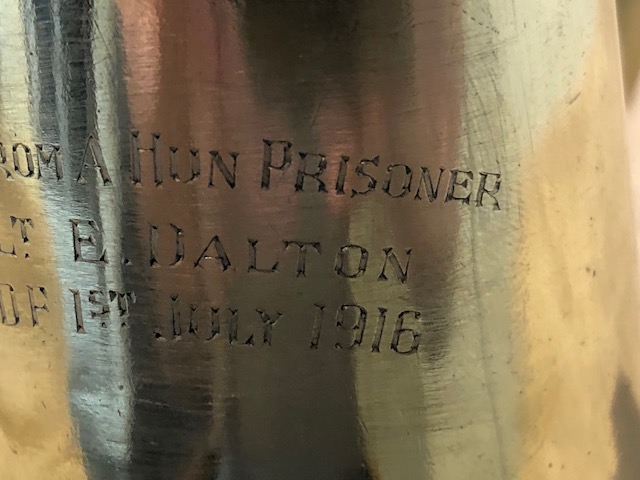 ROM A HUN PRISONER
LT E. DALTON
OF 1ST JULY 1916